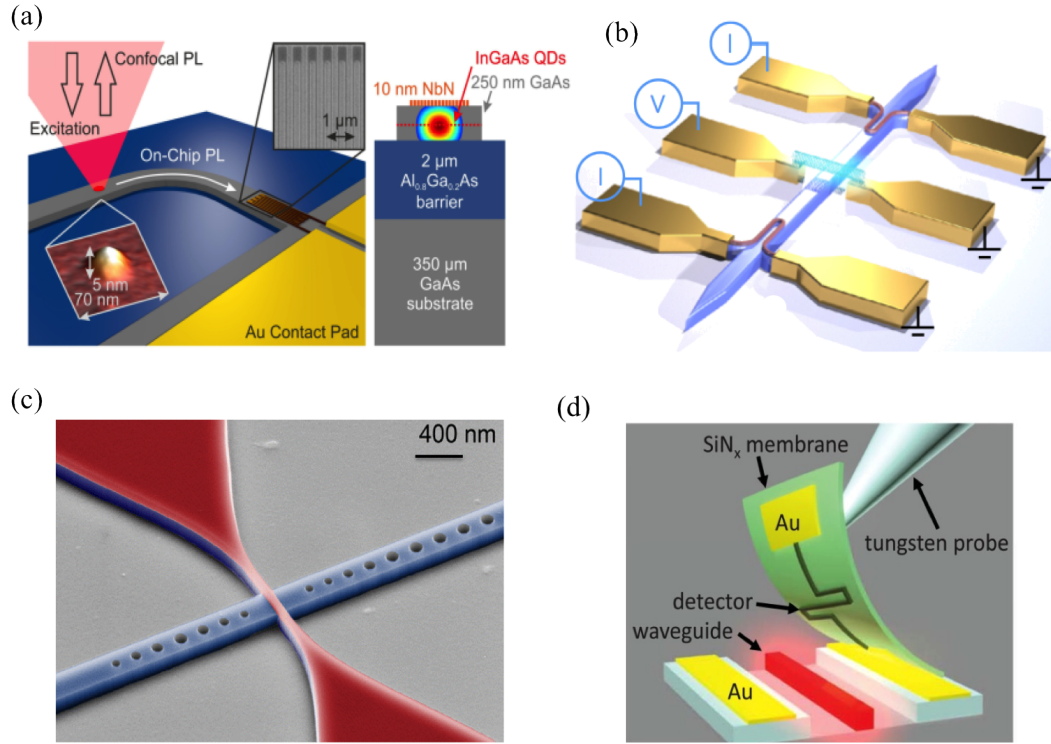 (a)
Confocal PL
Excitation
On-Chip PL
1 μm
5 nm
70 nm
Au Contact Pad
InGaAs QDs
10 nm NbN
250 nm GaAs
2 μm
Al0.8Ga0.2As
barrier
350 μm
GaAs
substrate
(b)
I
V
I
(c)
400 nm
(d)
SiNx membrane
Au
tungsten probe
detector
waveguide
Au